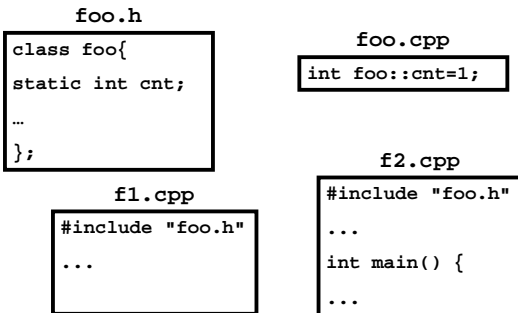 foo.h
class foo{
static int cnt;
…
};
foo.cpp
int foo::cnt=1;
f1.cpp
#include "foo.h"
...
f2.cpp
#include "foo.h"
...
int main() {
...